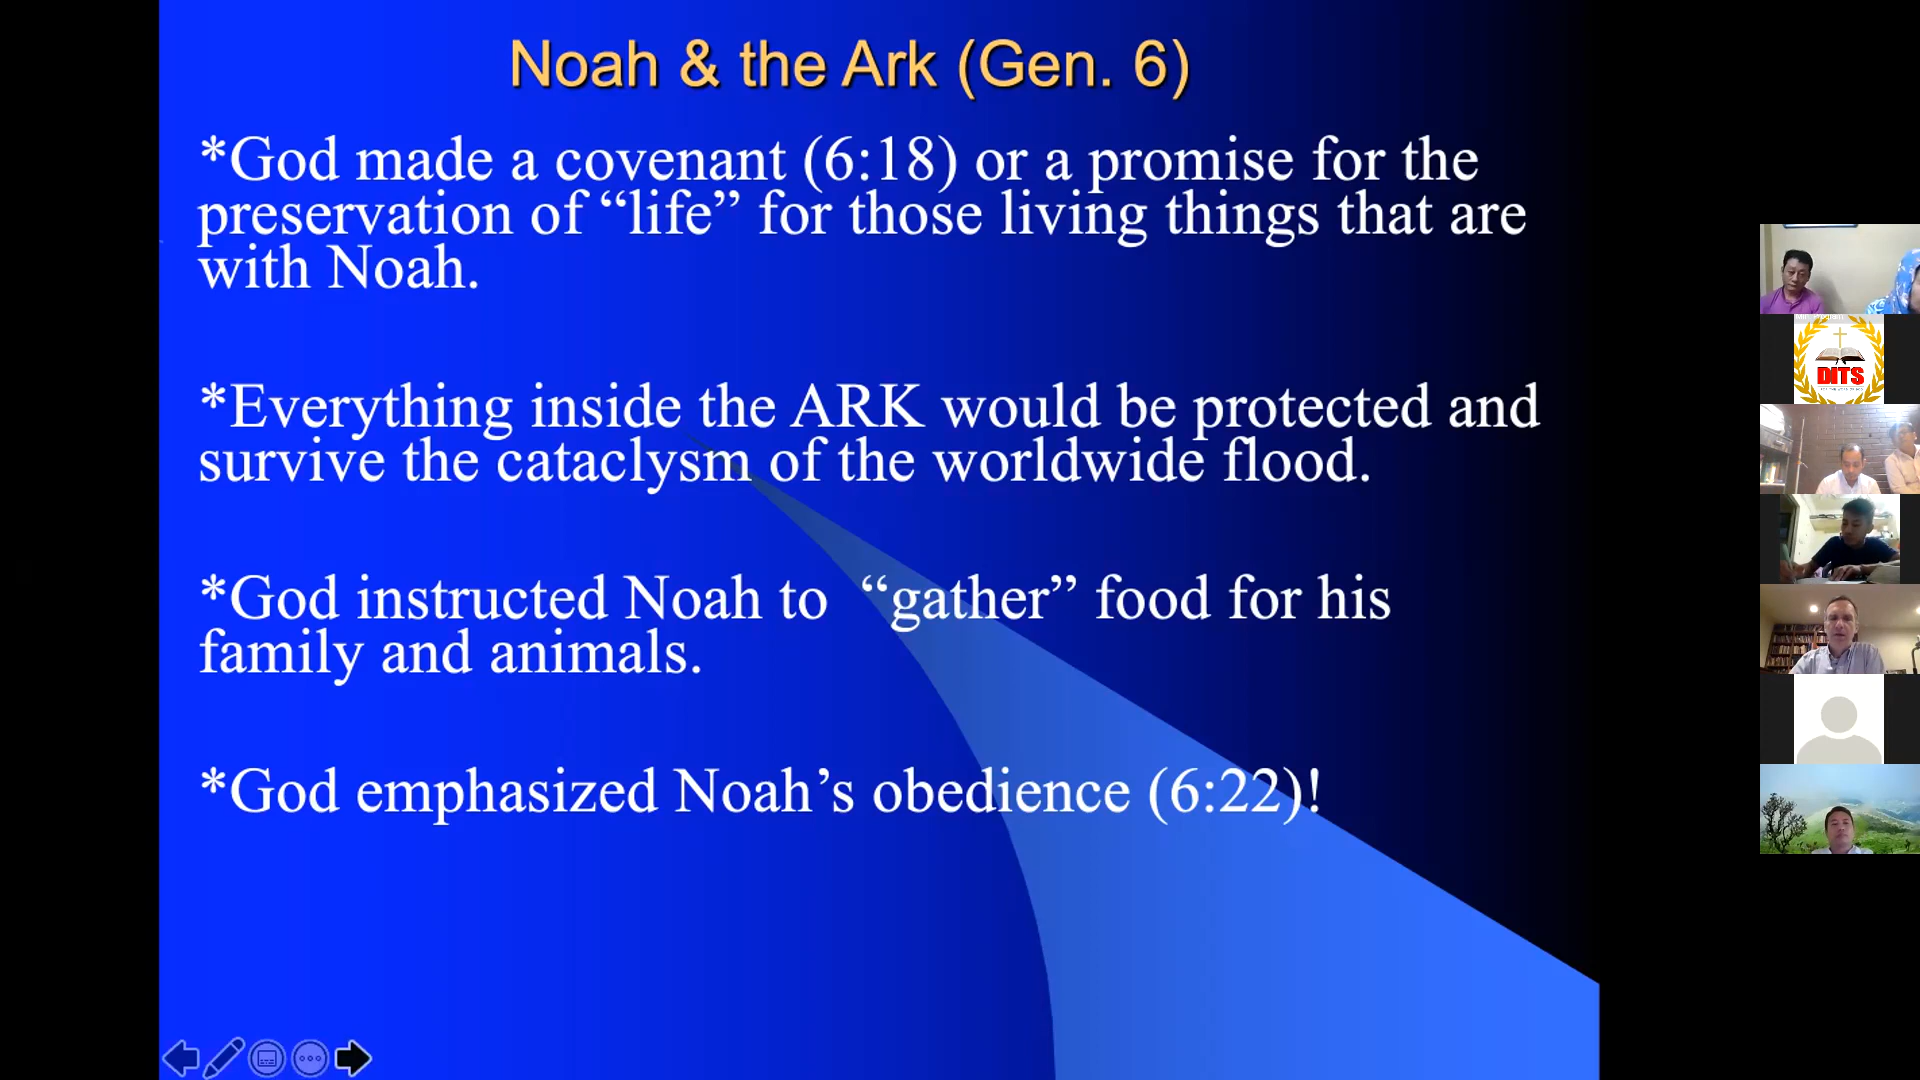 Noah & the Ark (Gen. 6)
*God made a covenant (6:18) or a promise for the
preservation of “life” for those living things that are
with Noah.
*Everything inside the ARK would be protected and
survive the cataclysm of the worldwide flood.
*God instructed Noah to  “gather” food for his
family and animals.
*God emphasized Noah’s obedience (6:22)!
DITS